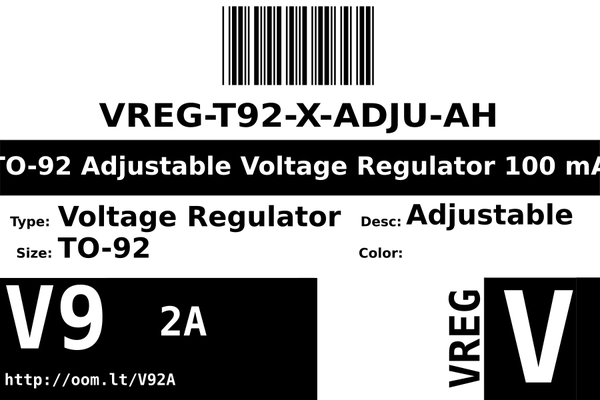 VREG-T92-X-ADJU-AH
TO-92 Adjustable Voltage Regulator 100 mA
Type: Voltage Regulator Desc: Adjustable
Size: TO-92 Color:
V9 2A
http://oom.lt/V92A
VREG
V